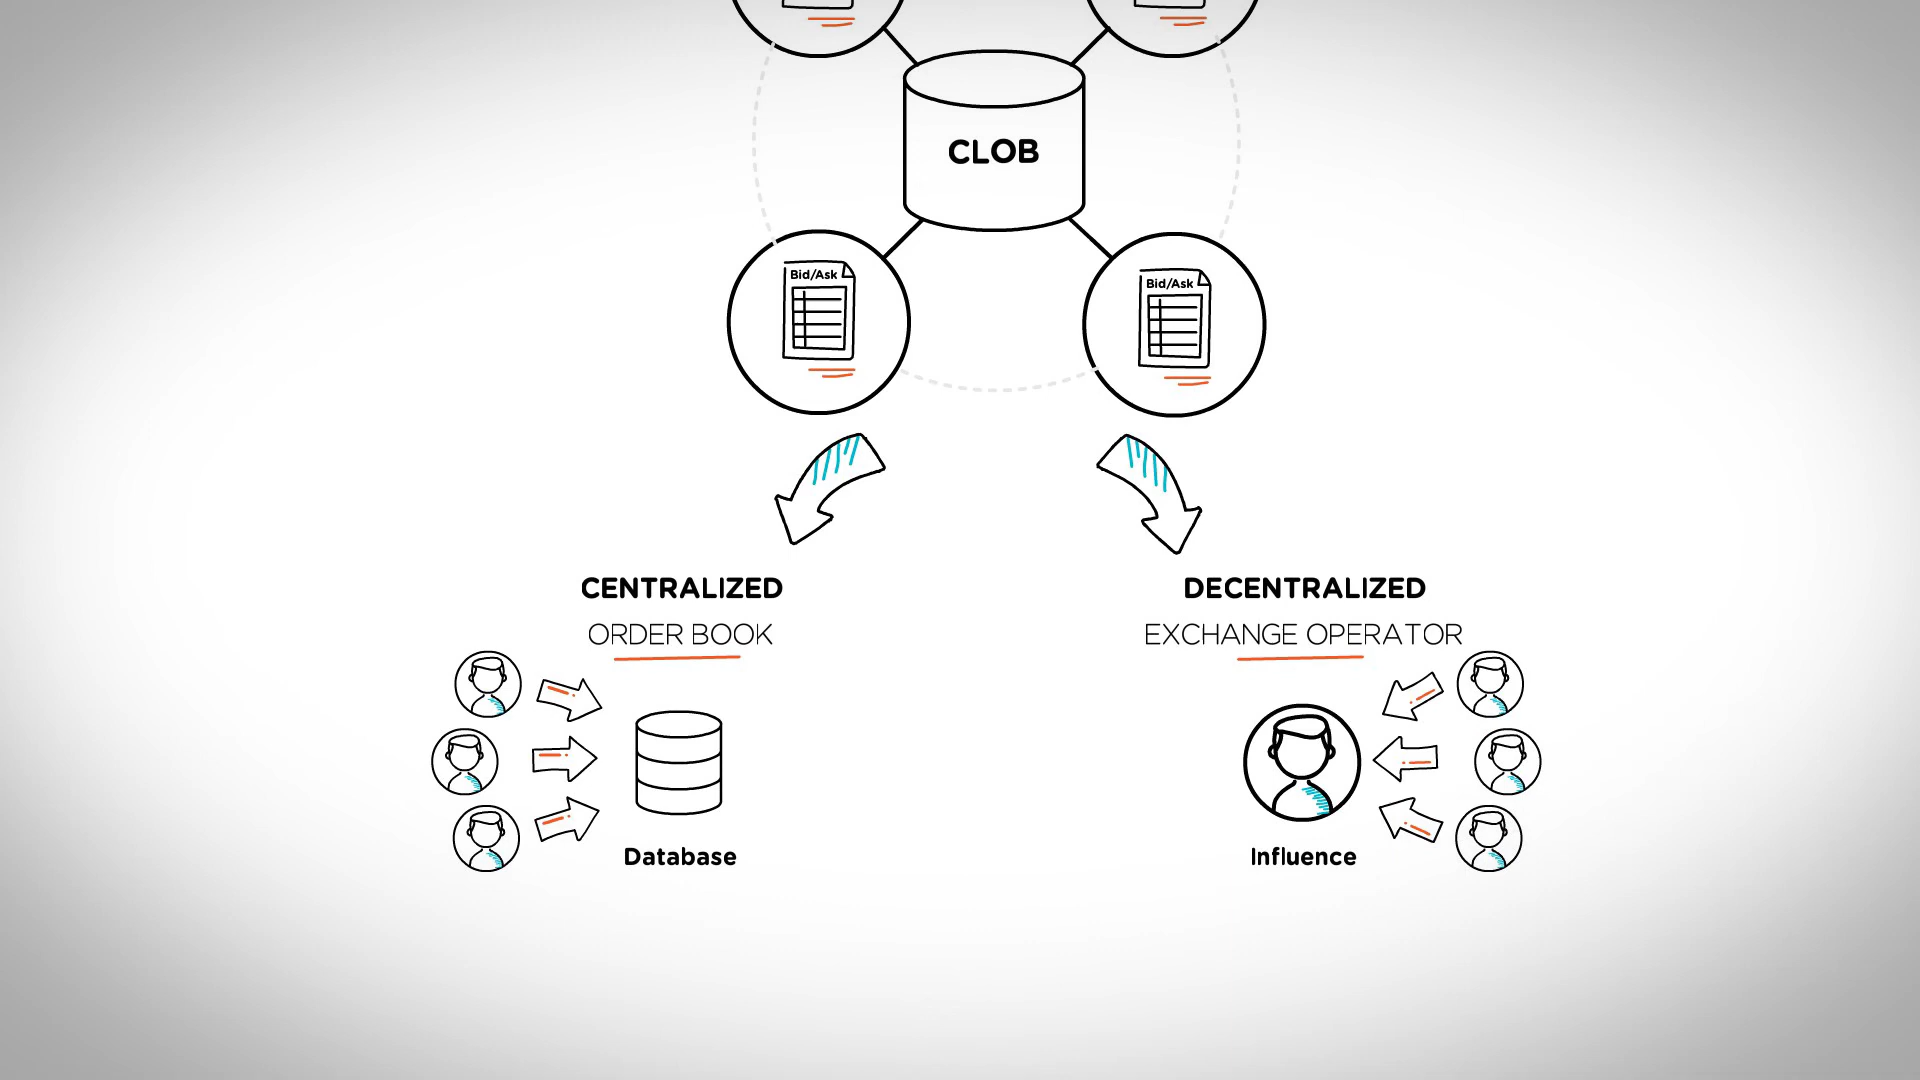 CLOB
Bid/Ask
Bid/Ask
CENTRALIZED
ORDER BOOK
Database
DECENTRALIZED
EXCHANGE OPERATOR
Influence